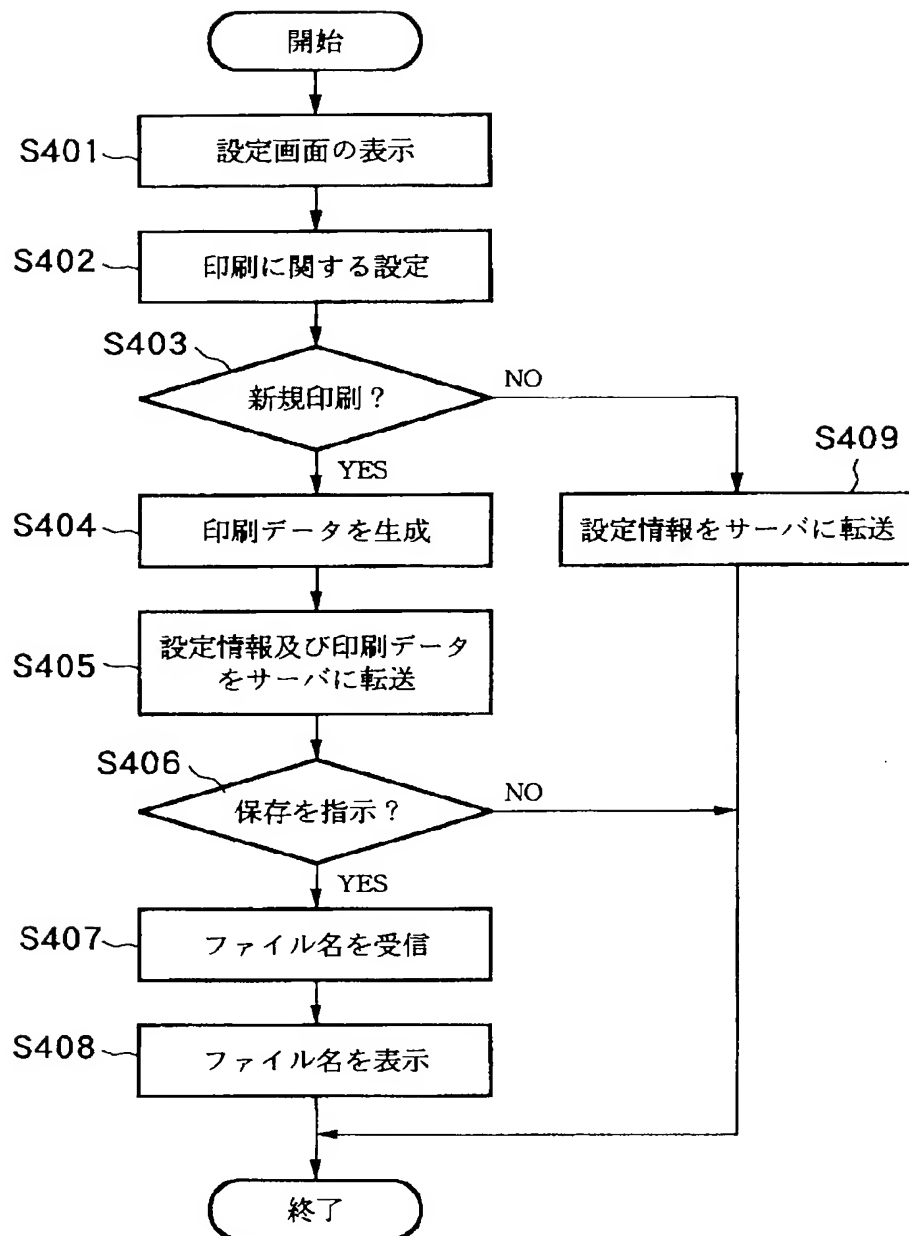 開始
S401
設定画面の表示
S402
印刷に関する設定
S403
新規印刷？
NO
YES
S409
設定情報をサーバに転送
S404
印刷データを生成
S405
設定情報及び印刷データ
をサーバに転送
S406
保存を指示？
NO
YES
S407
ファイル名を受信
S408
ファイル名を表示
終了